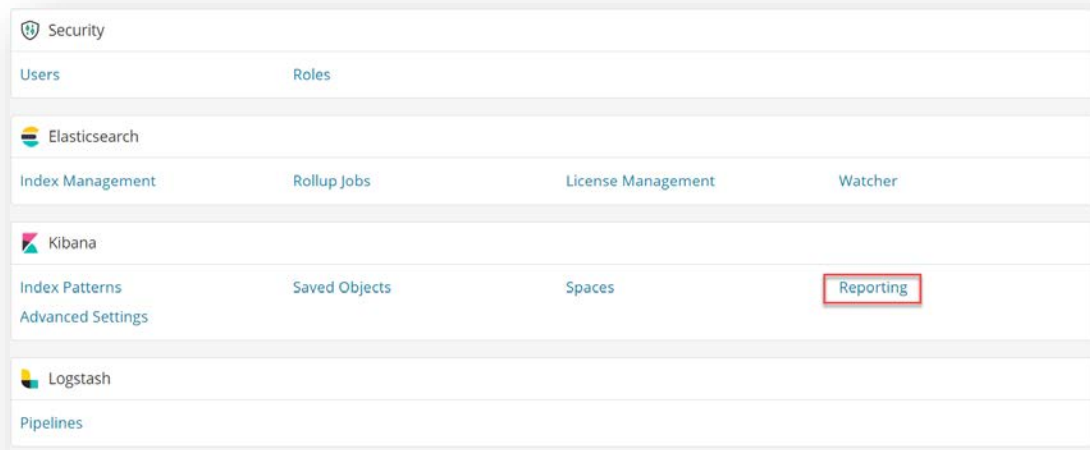 Security
Users Roles
Elasticsearch
Index Management Rollup Jobs License Management Watcher
Kibana
Index Patterns Saved Objects Spaces Reporting
Advanced Settings
Logstash
Pipelines